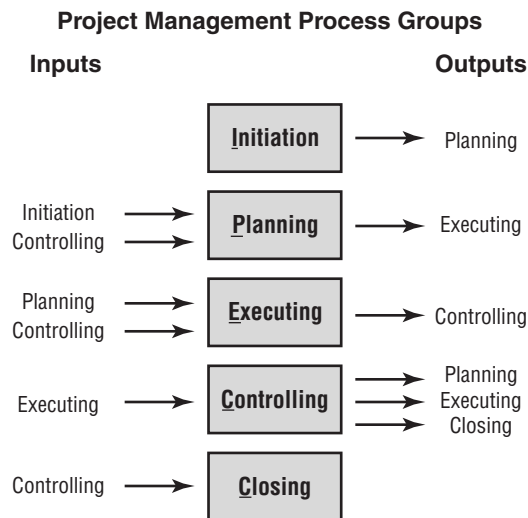 Project Management Process Groups
Inputs
Outputs
Initiation
Planning
Initiation
Controlling
Planning
Executing
Planning
Controlling
Executing
Controlling
Executing
Controlling
Planning
Executing
Closing
Controlling
Closing